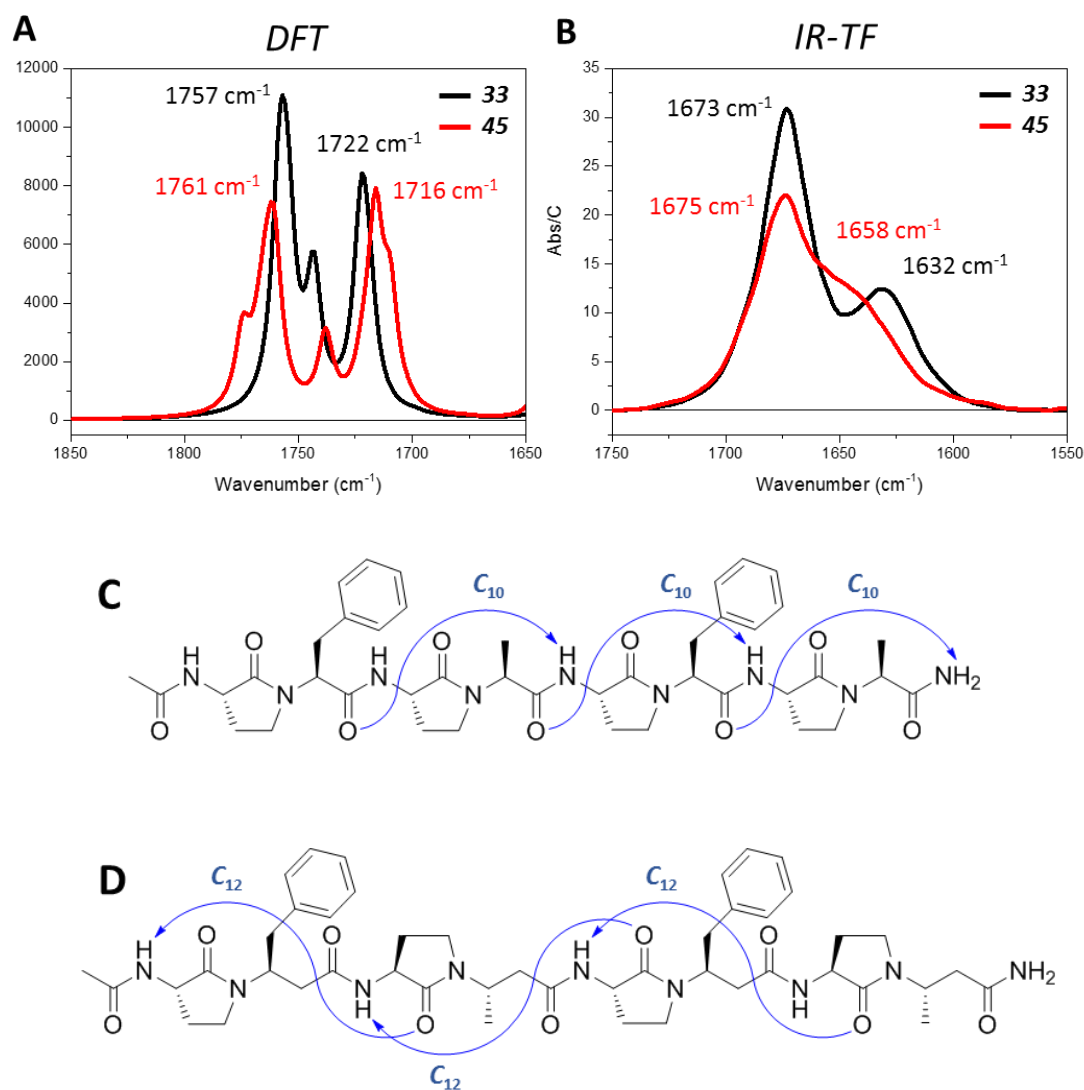 A
DFT
12000
10000
8000
6000
4000
2000
0
1757 cm⁻¹
33
45
1722 cm⁻¹
1761 cm⁻¹
1716 cm⁻¹
1850
1800
1750
1700
1650
Wavenumber (cm⁻¹)
B
IR-TF
Abs/C
35
30
25
20
15
10
5
0
1673 cm⁻¹
33
45
1675 cm⁻¹
1658 cm⁻¹
1632 cm⁻¹
1750
1700
1650
1600
1550
Wavenumber (cm⁻¹)
C
C₁₀
C₁₀
C₁₀
H
N
O
O
N
O
H
N
O
N
O
H
N
O
N
O
H
N
O
N
O
NH₂
D
C₁₂
C₁₂
C₁₂
H
N
O
O
N
O
N
H
O
N
O
H
N
O
N
O
N
H
O
N
O
NH₂